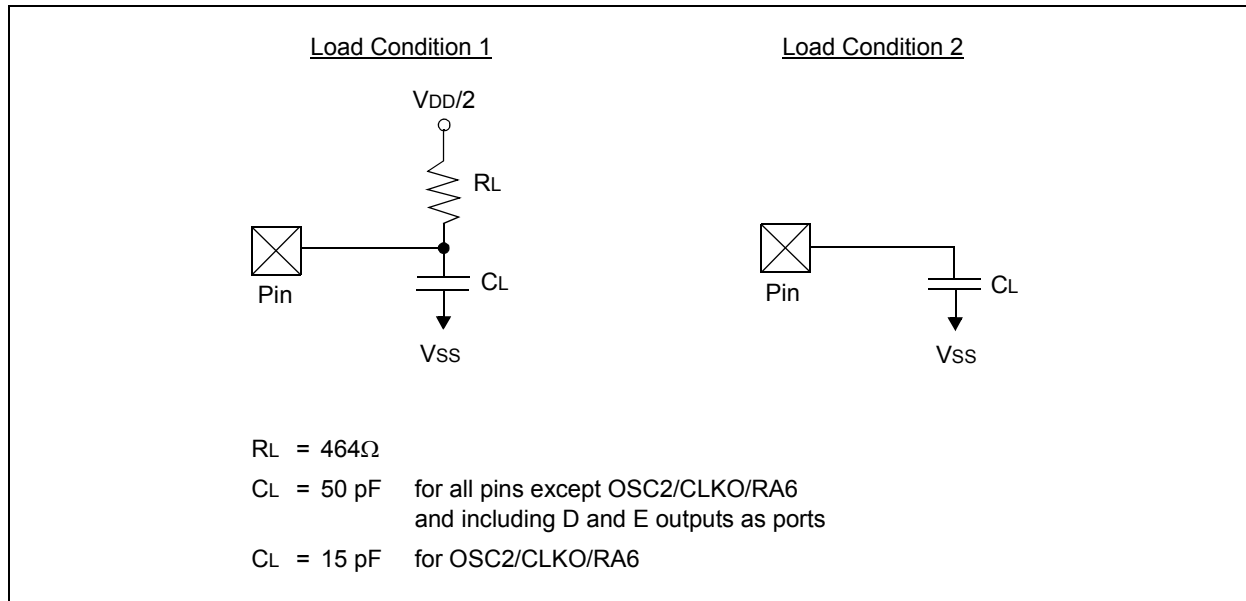 Load Condition 1
VDD/2
RL
Pin
CL
VSS
Load Condition 2
Pin
CL
VSS
RL = 464Ω
CL = 50 pF for all pins except OSC2/CLKO/RA6
and including D and E outputs as ports
CL = 15 pF for OSC2/CLKO/RA6